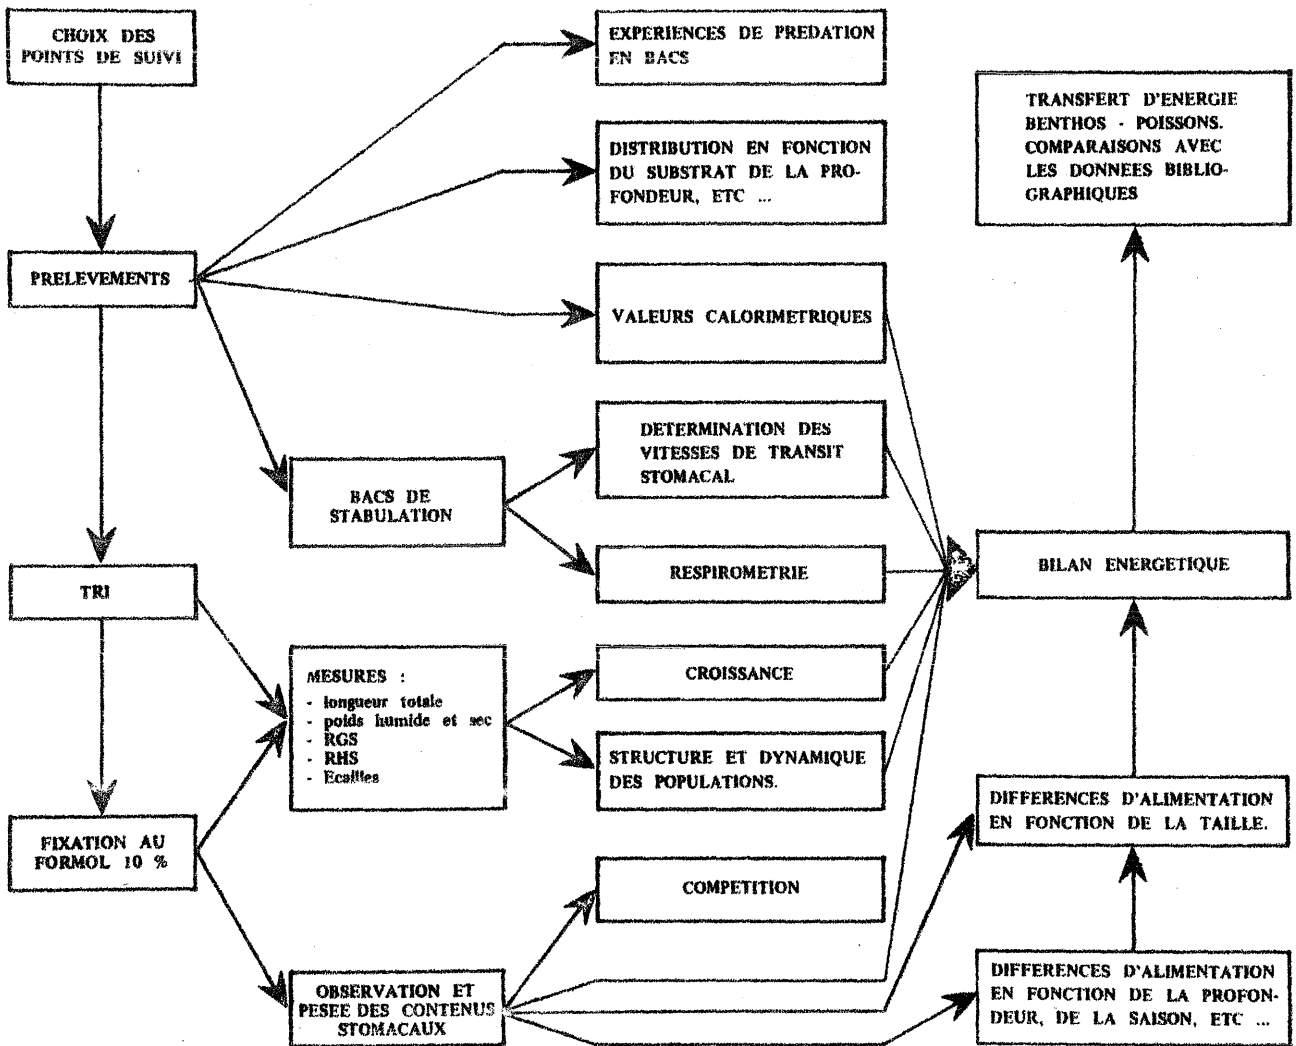 CHOIX DES
POINTS DE SUIVI
PRELEVEMENTS
TRI
FIXATION AU
FORMOL 10 %
BACS DE
STABULATION
MESURES :
- longueur totale
- poids humide et sec
- RGS
- RHS
- Ecailles
OBSERVATION ET
PESEE DES CONTENUS
STOMACAUX
EXPERIENCES DE PREDATION
EN BACS
DISTRIBUTION EN FONCTION
DU SUBSTRAT DE LA PRO-
FONDEUR, ETC ...
VALEURS CALORIMETRIQUES
DETERMINATION DES
VITESSES DE TRANSIT
STOMACAL
RESPIROMETRIE
CROISSANCE
STRUCTURE ET DYNAMIQUE
DES POPULATIONS.
COMPETITION
TRANSFERT D'ENERGIE
BENTHOS - POISSONS.
COMPARAISONS AVEC
LES DONNEES BIBLIO-
GRAPHIQUES
BILAN ENERGETIQUE
DIFFERENCES D'ALIMENTATION
EN FONCTION DE LA TAILLE.
DIFFERENCES D'ALIMENTATION
EN FONCTION DE LA PROFON-
DEUR, DE LA SAISON, ETC ...